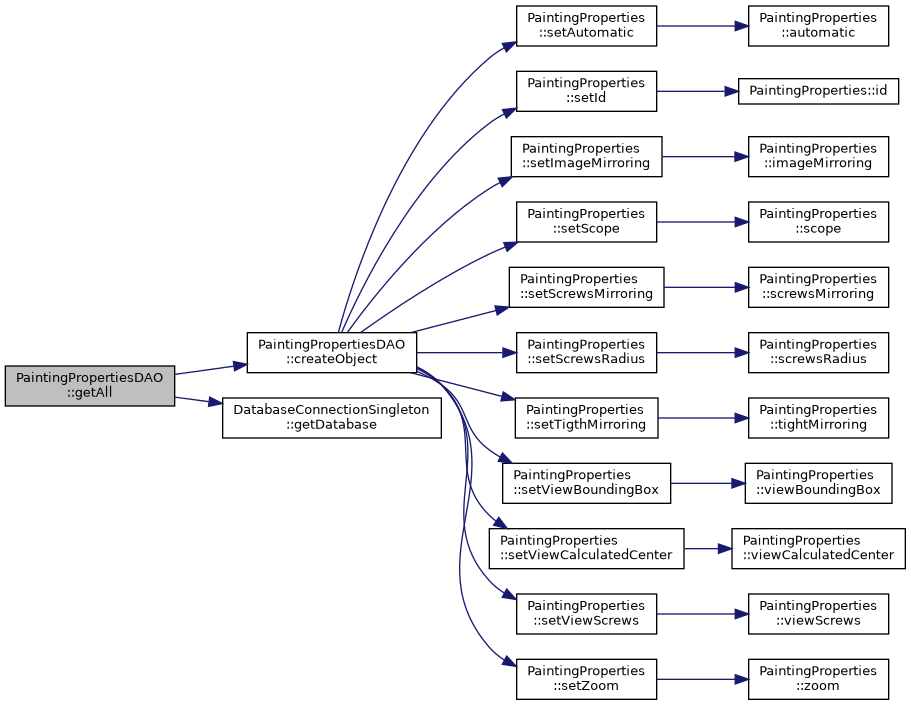 PaintingProperties
::setAutomatic
PaintingProperties
::automatic
PaintingProperties
::setId
PaintingProperties::id
PaintingProperties
::setImageMirroring
PaintingProperties
::imageMirroring
PaintingProperties
::setScope
PaintingProperties
::scope
PaintingProperties
::setScrewsMirroring
PaintingProperties
::screwsMirroring
PaintingPropertiesDAO
::getAll
PaintingPropertiesDAO
::createObject
DatabaseConnectionSingleton
::getDatabase
PaintingProperties
::setScrewsRadius
PaintingProperties
::screwsRadius
PaintingProperties
::setTigthMirroring
PaintingProperties
::tightMirroring
PaintingProperties
::setViewBoundingBox
PaintingProperties
::viewBoundingBox
PaintingProperties
::setViewCalculatedCenter
PaintingProperties
::viewCalculatedCenter
PaintingProperties
::setViewScrews
PaintingProperties
::viewScrews
PaintingProperties
::setZoom
PaintingProperties
::zoom